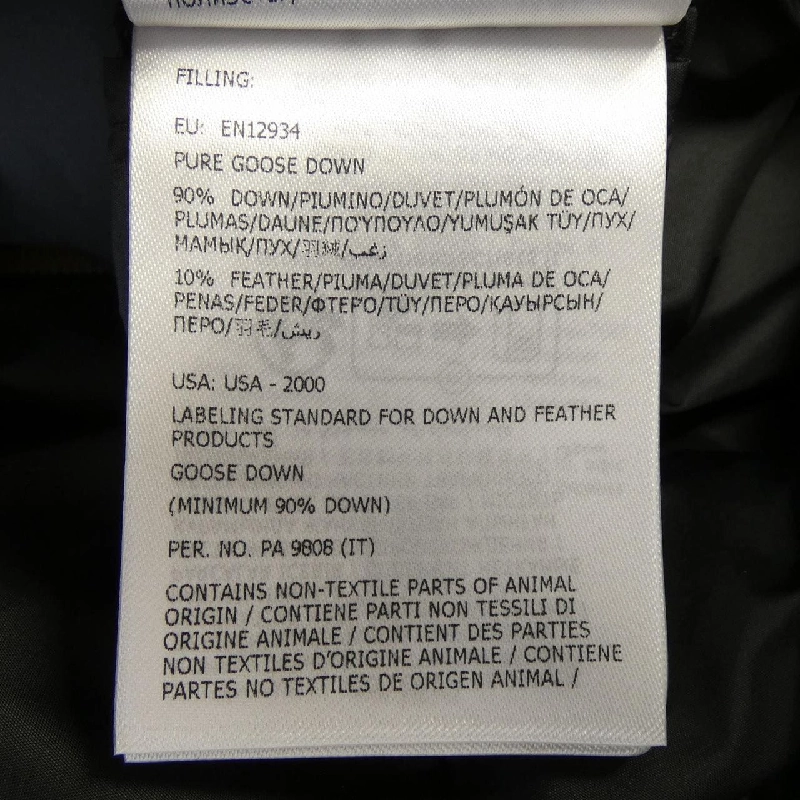 FILLING:
EU: EN12934
PURE GOOSE DOWN
90% DOWN/PIUMINO/DUVET/PLUMÓN DE OCA/
PLUMAS/DAUNE/ΠΟΎΠΟΥΛΟ/YUMUŞAK TÜY/ПУХ/
МАМЫҚ/ПУХ/羽绒/زغب/
10% FEATHER/PIUMA/DUVET/PLUMA DE OCA/
PENAS/FEDER/ΦΤΕΡΌ/TÜY/ПЕРО/ҚАУЫРСЫН/
ПЕРО/羽毛/ريش/
USA: USA - 2000
LABELING STANDARD FOR DOWN AND FEATHER
PRODUCTS
GOOSE DOWN
(MINIMUM 90% DOWN)
PER. NO. PA 9808 (IT)
CONTAINS NON-TEXTILE PARTS OF ANIMAL
ORIGIN / CONTIENE PARTI NON TESSILI DI
ORIGINE ANIMALE / CONTIENT DES PARTIES
NON TEXTILES D'ORIGINE ANIMALE / CONTIENE
PARTES NO TEXTILES DE ORIGEN ANIMAL /